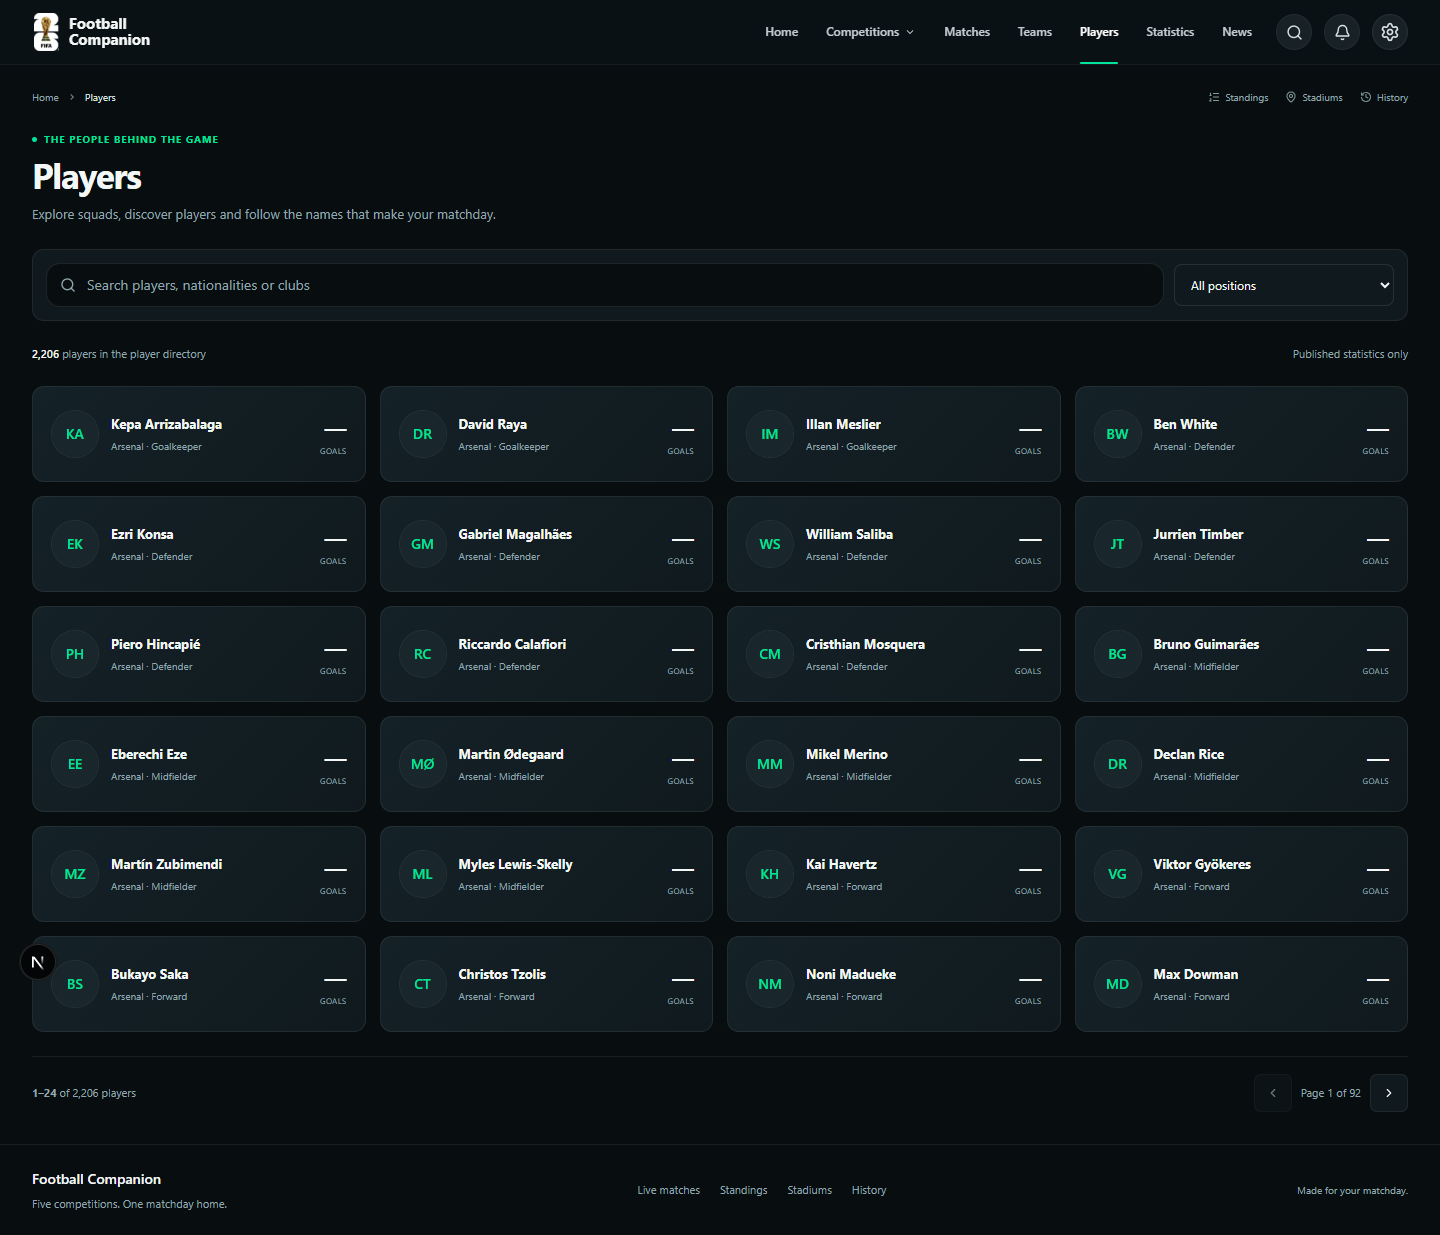 Football
Companion
FIFA
Home Competitions Matches Teams Players Statistics News
Home > Players
Standings Stadiums History
THE PEOPLE BEHIND THE GAME
Players
Explore squads, discover players and follow the names that make your matchday.
Search players, nationalities or clubs
All positions
2,206 players in the player directory
Published statistics only
KA Kepa Arrizabalaga —
Arsenal · Goalkeeper GOALS
DR David Raya —
Arsenal · Goalkeeper GOALS
IM Illan Meslier —
Arsenal · Goalkeeper GOALS
BW Ben White —
Arsenal · Defender GOALS
EK Ezri Konsa —
Arsenal · Defender GOALS
GM Gabriel Magalhães —
Arsenal · Defender GOALS
WS William Saliba —
Arsenal · Defender GOALS
JT Jurrien Timber —
Arsenal · Defender GOALS
PH Piero Hincapié —
Arsenal · Defender GOALS
RC Riccardo Calafiori —
Arsenal · Defender GOALS
CM Cristhian Mosquera —
Arsenal · Defender GOALS
BG Bruno Guimarães —
Arsenal · Midfielder GOALS
EE Eberechi Eze —
Arsenal · Midfielder GOALS
MØ Martin Ødegaard —
Arsenal · Midfielder GOALS
MM Mikel Merino —
Arsenal · Midfielder GOALS
DR Declan Rice —
Arsenal · Midfielder GOALS
MZ Martín Zubimendi —
Arsenal · Midfielder GOALS
ML Myles Lewis-Skelly —
Arsenal · Midfielder GOALS
KH Kai Havertz —
Arsenal · Forward GOALS
VG Viktor Gyökeres —
Arsenal · Forward GOALS
N
BS Bukayo Saka —
Arsenal · Forward GOALS
CT Christos Tzolis —
Arsenal · Forward GOALS
NM Noni Madueke —
Arsenal · Forward GOALS
MD Max Dowman —
Arsenal · Forward GOALS
1–24 of 2,206 players
Page 1 of 92
Football Companion
Five competitions. One matchday home.
Live matches Standings Stadiums History
Made for your matchday.